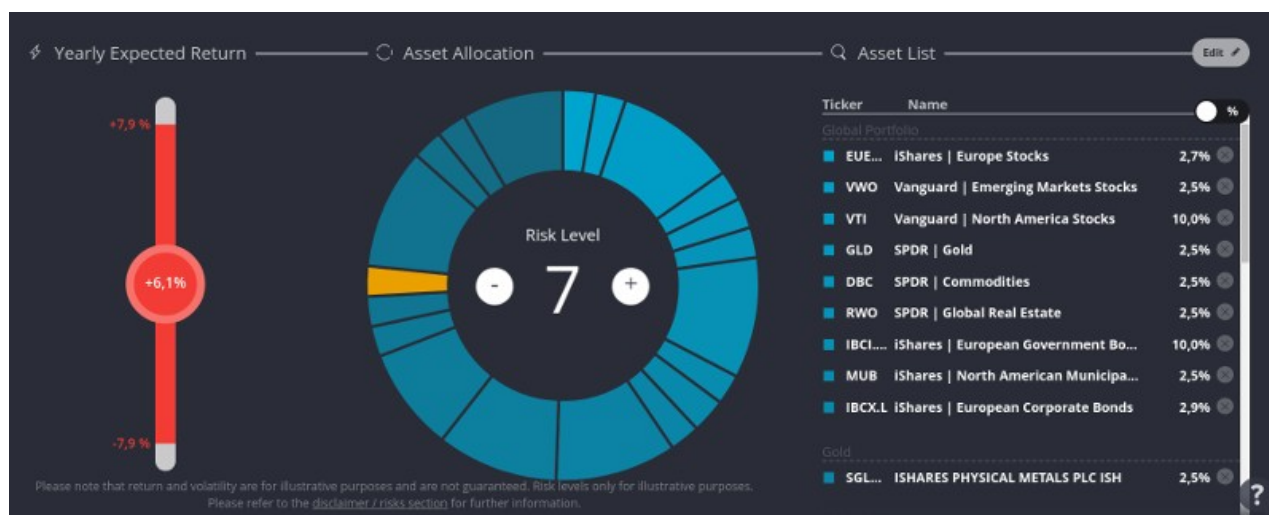 Yearly Expected Return
Asset Allocation
Asset List
Edit
+7,9 %
+6,1%
-7,9 %
Risk Level
-
7
+
Ticker Name
%
Global Portfolio
EUE... iShares | Europe Stocks 2,7%
VWO Vanguard | Emerging Markets Stocks 2,5%
VTI Vanguard | North America Stocks 10,0%
GLD SPDR | Gold 2,5%
DBC SPDR | Commodities 2,5%
RWO SPDR | Global Real Estate 2,5%
IBCI.... iShares | European Government Bo... 10,0%
MUB iShares | North American Municipa... 2,5%
IBCX.L iShares | European Corporate Bonds 2,9%
Gold
SGL... ISHARES PHYSICAL METALS PLC ISH 2,5%
Please note that return and volatility are for illustrative purposes and are not guaranteed. Risk levels only for illustrative purposes.
Please refer to the disclaimer / risks section for further information.
?